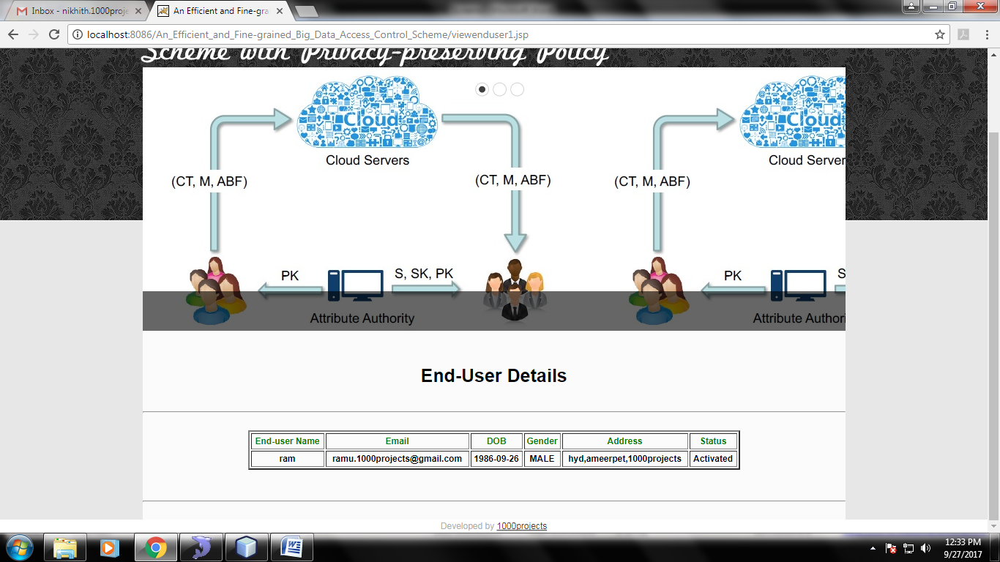 Inbox - nikhith.1000proje
An Efficient and Fine-gra
localhost:8086/An_Efficient_and_Fine-grained_Big_Data_Access_Control_Scheme/viewenduser1.jsp
Scheme with Privacy-preserving Policy
Cloud Cloud
Cloud Servers Cloud Server
(CT, M, ABF) (CT, M, ABF) (CT, M, ABF)
PK S, SK, PK PK S
Attribute Authority Attribute Authori
End-User Details
End-user Name Email DOB Gender Address Status
ram ramu.1000projects@gmail.com 1986-09-26 MALE hyd,ameerpet,1000projects Activated
Developed by 1000projects
12:33 PM
9/27/2017